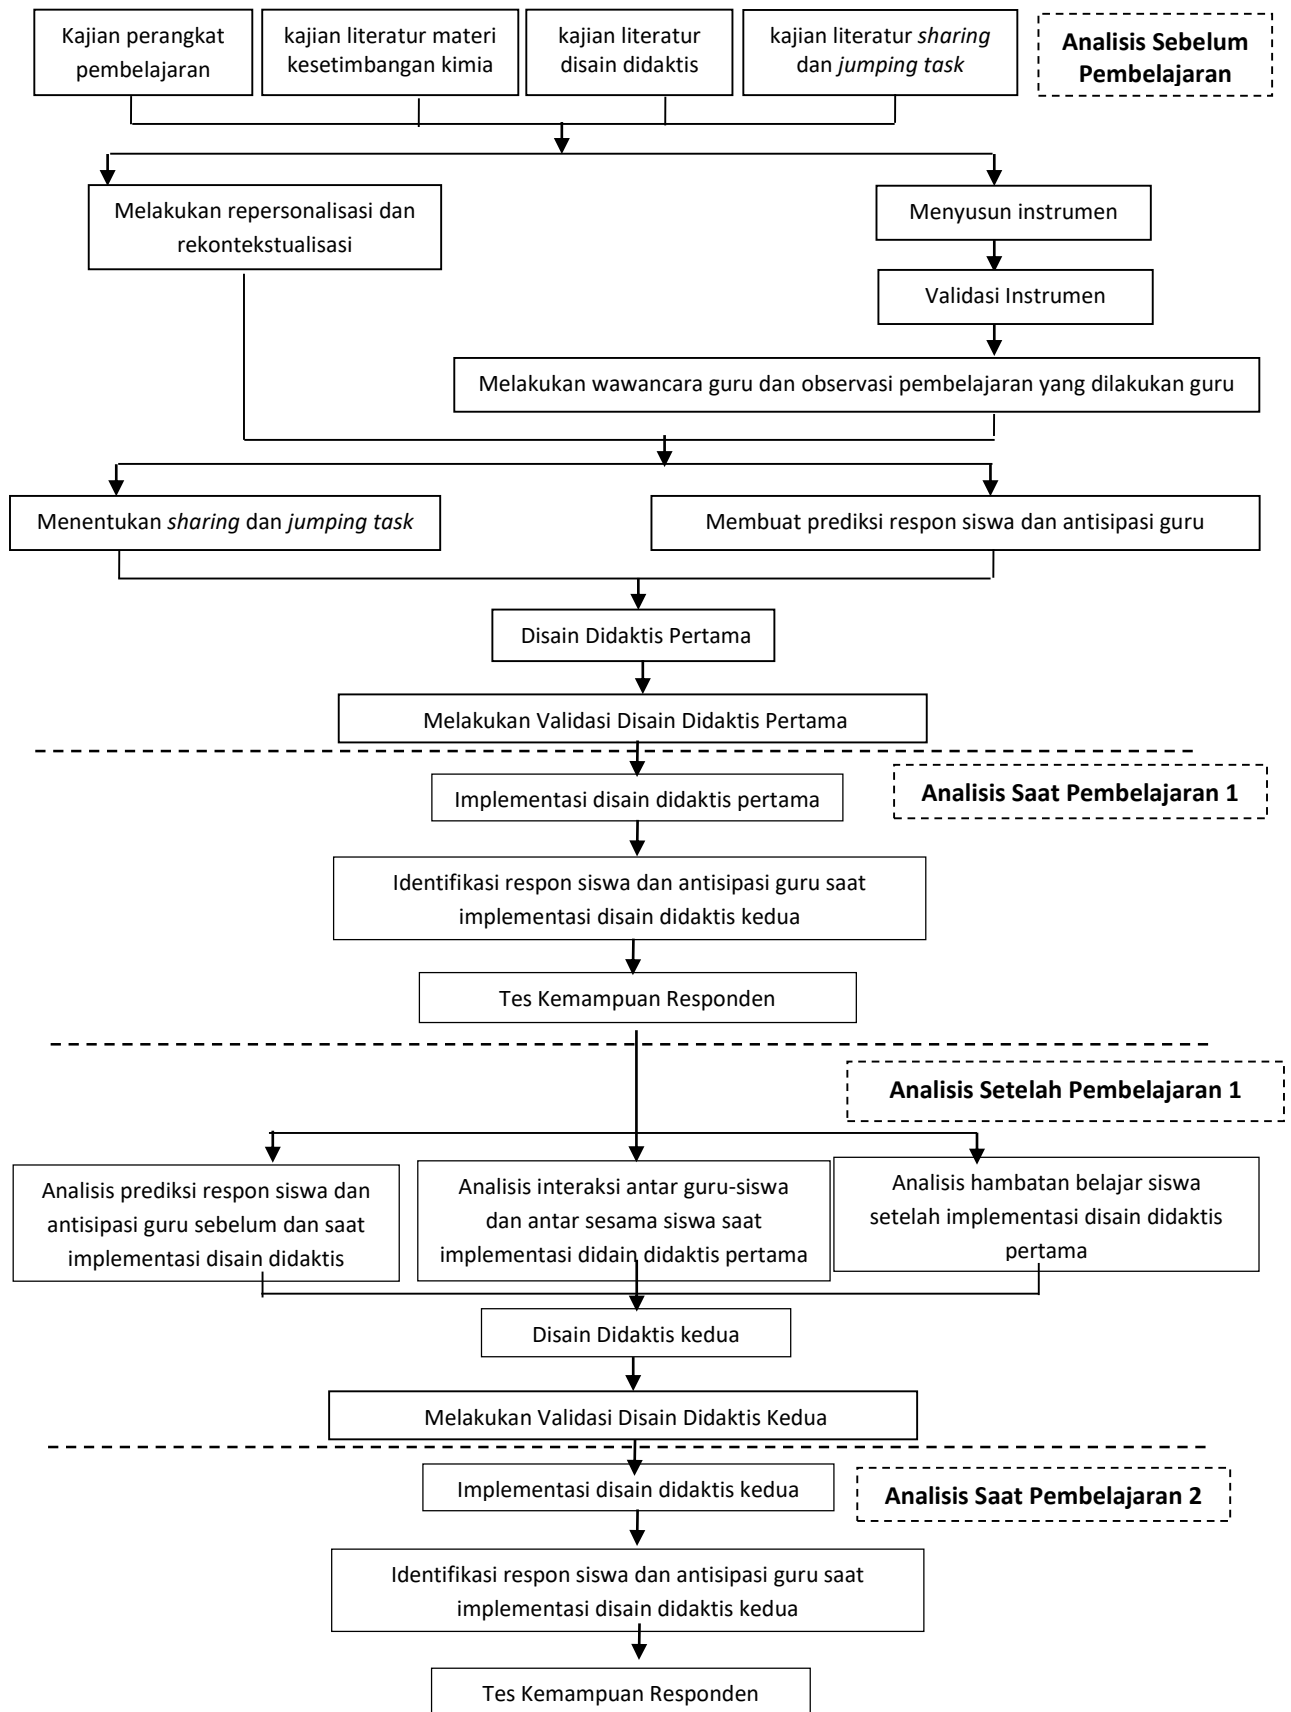 Kajian perangkat
pembelajaran
kajian literatur materi
kesetimbangan kimia
kajian literatur
disain didaktis
kajian literatur sharing
dan jumping task
Analisis Sebelum
Pembelajaran
Melakukan repersonalisasi dan
rekontekstualisasi
Menyusun instrumen
Validasi Instrumen
Melakukan wawancara guru dan observasi pembelajaran yang dilakukan guru
Menentukan sharing dan jumping task
Membuat prediksi respon siswa dan antisipasi guru
Disain Didaktis Pertama
Melakukan Validasi Disain Didaktis Pertama
Implementasi disain didaktis pertama
Analisis Saat Pembelajaran 1
Identifikasi respon siswa dan antisipasi guru saat
implementasi disain didaktis kedua
Tes Kemampuan Responden
Analisis Setelah Pembelajaran 1
Analisis prediksi respon siswa dan
antisipasi guru sebelum dan saat
implementasi disain didaktis
Analisis interaksi antar guru-siswa
dan antar sesama siswa saat
implementasi didain didaktis pertama
Analisis hambatan belajar siswa
setelah implementasi disain didaktis
pertama
Disain Didaktis kedua
Melakukan Validasi Disain Didaktis Kedua
Implementasi disain didaktis kedua
Analisis Saat Pembelajaran 2
Identifikasi respon siswa dan antisipasi guru saat
implementasi disain didaktis kedua
Tes Kemampuan Responden